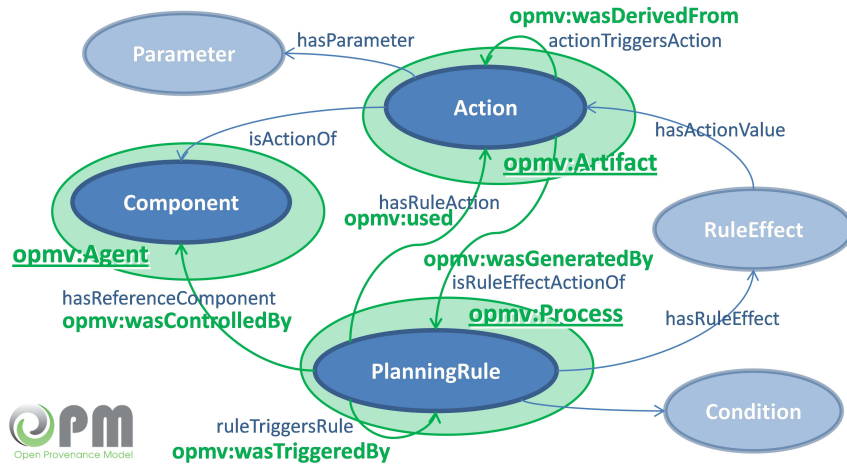 opmv:wasDerivedFrom
hasParameter
actionTriggersAction
Parameter
Action
hasActionValue
isActionOf
opmv:Artifact
Component
hasRuleAction
opmv:used
RuleEffect
opmv:Agent
opmv:wasGeneratedBy
isRuleEffectActionOf
hasReferenceComponent
opmv:wasControlledBy
opmv:Process
hasRuleEffect
PlanningRule
OPM
Open Provenance Model
ruleTriggersRule
opmv:wasTriggeredBy
Condition